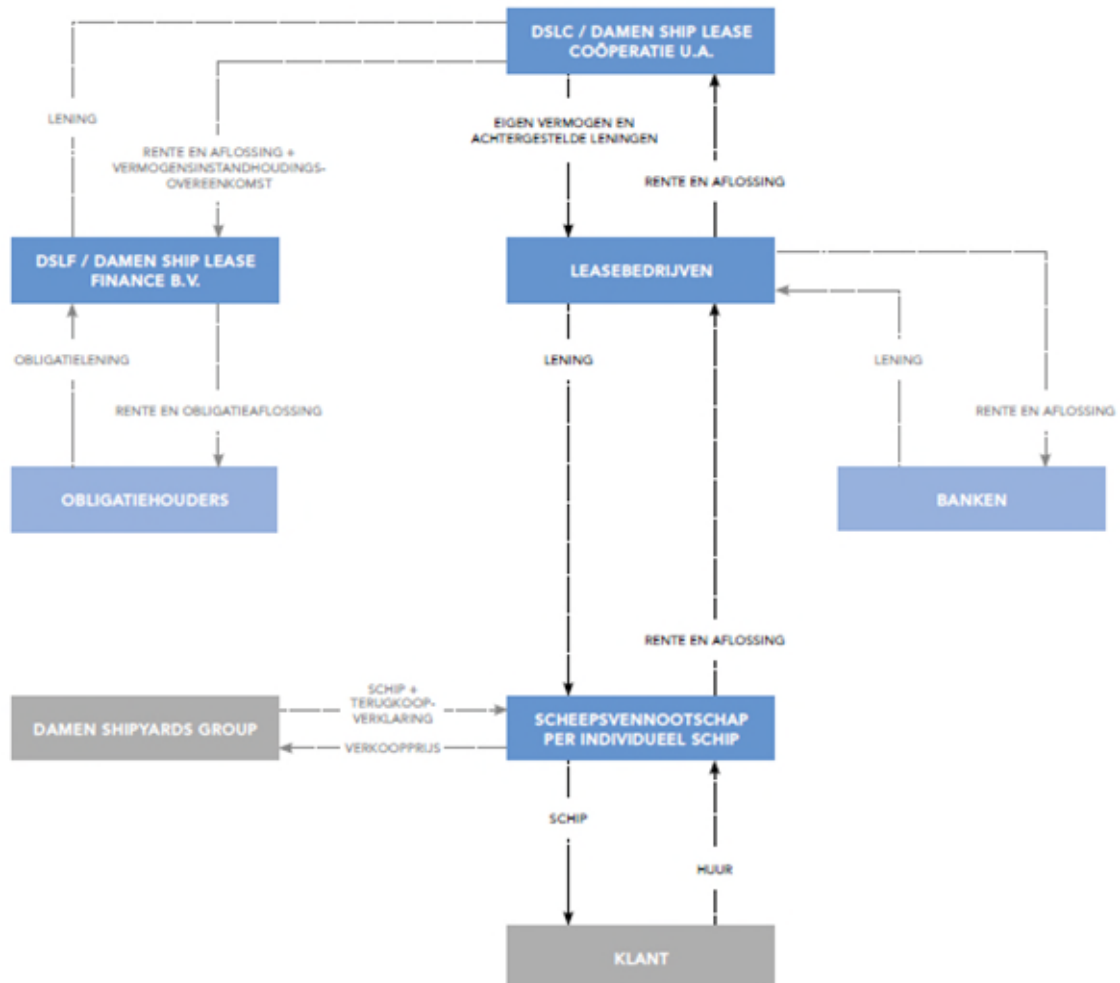 DSLC / DAMEN SHIP LEASE
COÖPERATIE U.A.
LENING
EIGEN VERMOGEN EN
ACHTERGESTELDE LENINGEN
RENTE EN AFLOSSING +
VERMOGENSINSTANDHOUDINGS-
OVEREENKOMST
RENTE EN AFLOSSING
DSLF / DAMEN SHIP LEASE
FINANCE B.V.
LEASEBEDRIJVEN
OBLIGATIELENING
LENING
LENING
RENTE EN OBLIGATIEAFLOSSING
RENTE EN AFLOSSING
OBLIGATIEHOUDERS
BANKEN
RENTE EN AFLOSSING
SCHIP +
TERUGKOOP-
VERKLARING
DAMEN SHIPYARDS GROUP
SCHEEPSVENNOOTSCHAP
PER INDIVIDUEEL SCHIP
VERKOOPPRIJS
SCHIP
HUUR
KLANT